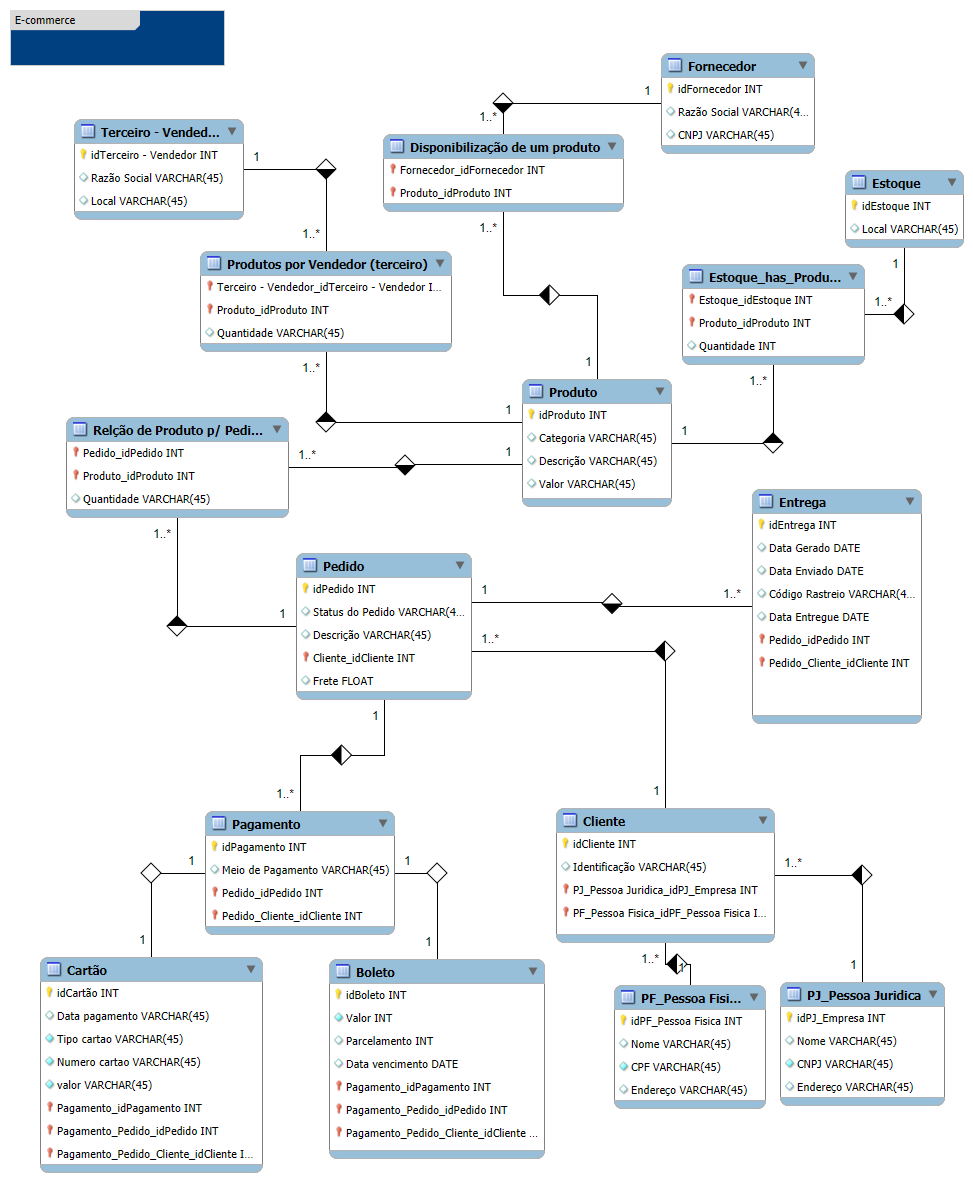 E-commerce
Fornecedor
idFornecedor INT
Razão Social VARCHAR(4...
CNPJ VARCHAR(45)
1
1..*
Terceiro - Vended...
idTerceiro - Vendedor INT
Razão Social VARCHAR(45)
Local VARCHAR(45)
1
1..*
Disponibilização de um produto
Fornecedor_idFornecedor INT
Produto_idProduto INT
1..*
1
Estoque
idEstoque INT
Local VARCHAR(45)
1
1..*
Produtos por Vendedor (terceiro)
Terceiro - Vendedor_idTerceiro - Vendedor I...
Produto_idProduto INT
Quantidade VARCHAR(45)
1..*
1
Estoque_has_Produ...
Estoque_idEstoque INT
Produto_idProduto INT
Quantidade INT
1..*
1
Produto
idProduto INT
Categoria VARCHAR(45)
Descrição VARCHAR(45)
Valor VARCHAR(45)
Relção de Produto p/ Pedi...
Pedido_idPedido INT
Produto_idProduto INT
Quantidade VARCHAR(45)
1..*
1
1..*
1
Entrega
idEntrega INT
Data Gerado DATE
Data Enviado DATE
Código Rastreio VARCHAR(4...
Data Entregue DATE
Pedido_idPedido INT
Pedido_Cliente_idCliente INT
Pedido
idPedido INT
Status do Pedido VARCHAR(4...
Descrição VARCHAR(45)
Cliente_idCliente INT
Frete FLOAT
1
1..*
1..*
1
1
1..*
Pagamento
idPagamento INT
Meio de Pagamento VARCHAR(45)
Pedido_idPedido INT
Pedido_Cliente_idCliente INT
1
1
1
1
Cliente
idCliente INT
Identificação VARCHAR(45)
PJ_Pessoa Juridica_idPJ_Empresa INT
PF_Pessoa Fisica_idPF_Pessoa Fisica I...
1..*
1
1..*
1
Cartão
idCartão INT
Data pagamento VARCHAR(45)
Tipo cartao VARCHAR(45)
Numero cartao VARCHAR(45)
valor VARCHAR(45)
Pagamento_idPagamento INT
Pagamento_Pedido_idPedido INT
Pagamento_Pedido_Cliente_idCliente I...
Boleto
idBoleto INT
Valor INT
Parcelamento INT
Data vencimento DATE
Pagamento_idPagamento INT
Pagamento_Pedido_idPedido INT
Pagamento_Pedido_Cliente_idCliente ...
PF_Pessoa Fisi...
idPF_Pessoa Fisica INT
Nome VARCHAR(45)
CPF VARCHAR(45)
Endereço VARCHAR(45)
PJ_Pessoa Juridica
idPJ_Empresa INT
Nome VARCHAR(45)
CNPJ VARCHAR(45)
Endereço VARCHAR(45)